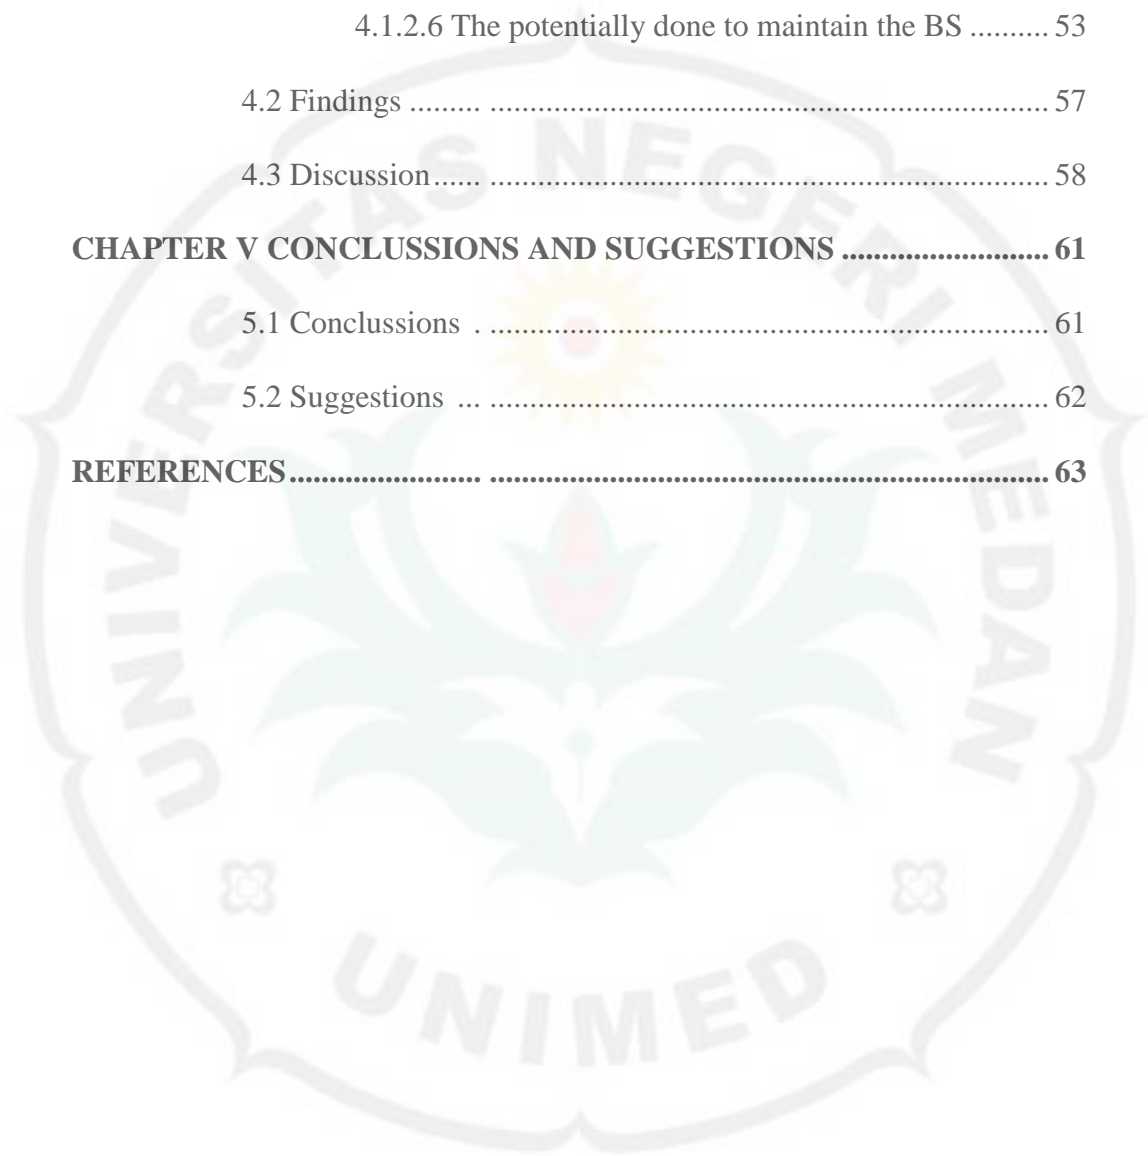 4.1.2.6 The potentially done to maintain the BS .......... 53
4.2 Findings ......... .............................................................. 57
4.3 Discussion...... .............................................................. 58
CHAPTER V CONCLUSSIONS AND SUGGESTIONS ......................... 61
5.1 Conclussions . .............................................................. 61
5.2 Suggestions ... .............................................................. 62
REFERENCES....................... .............................................................. 63
UNIVERSITAS NEGERI MEDAN
UNIMED